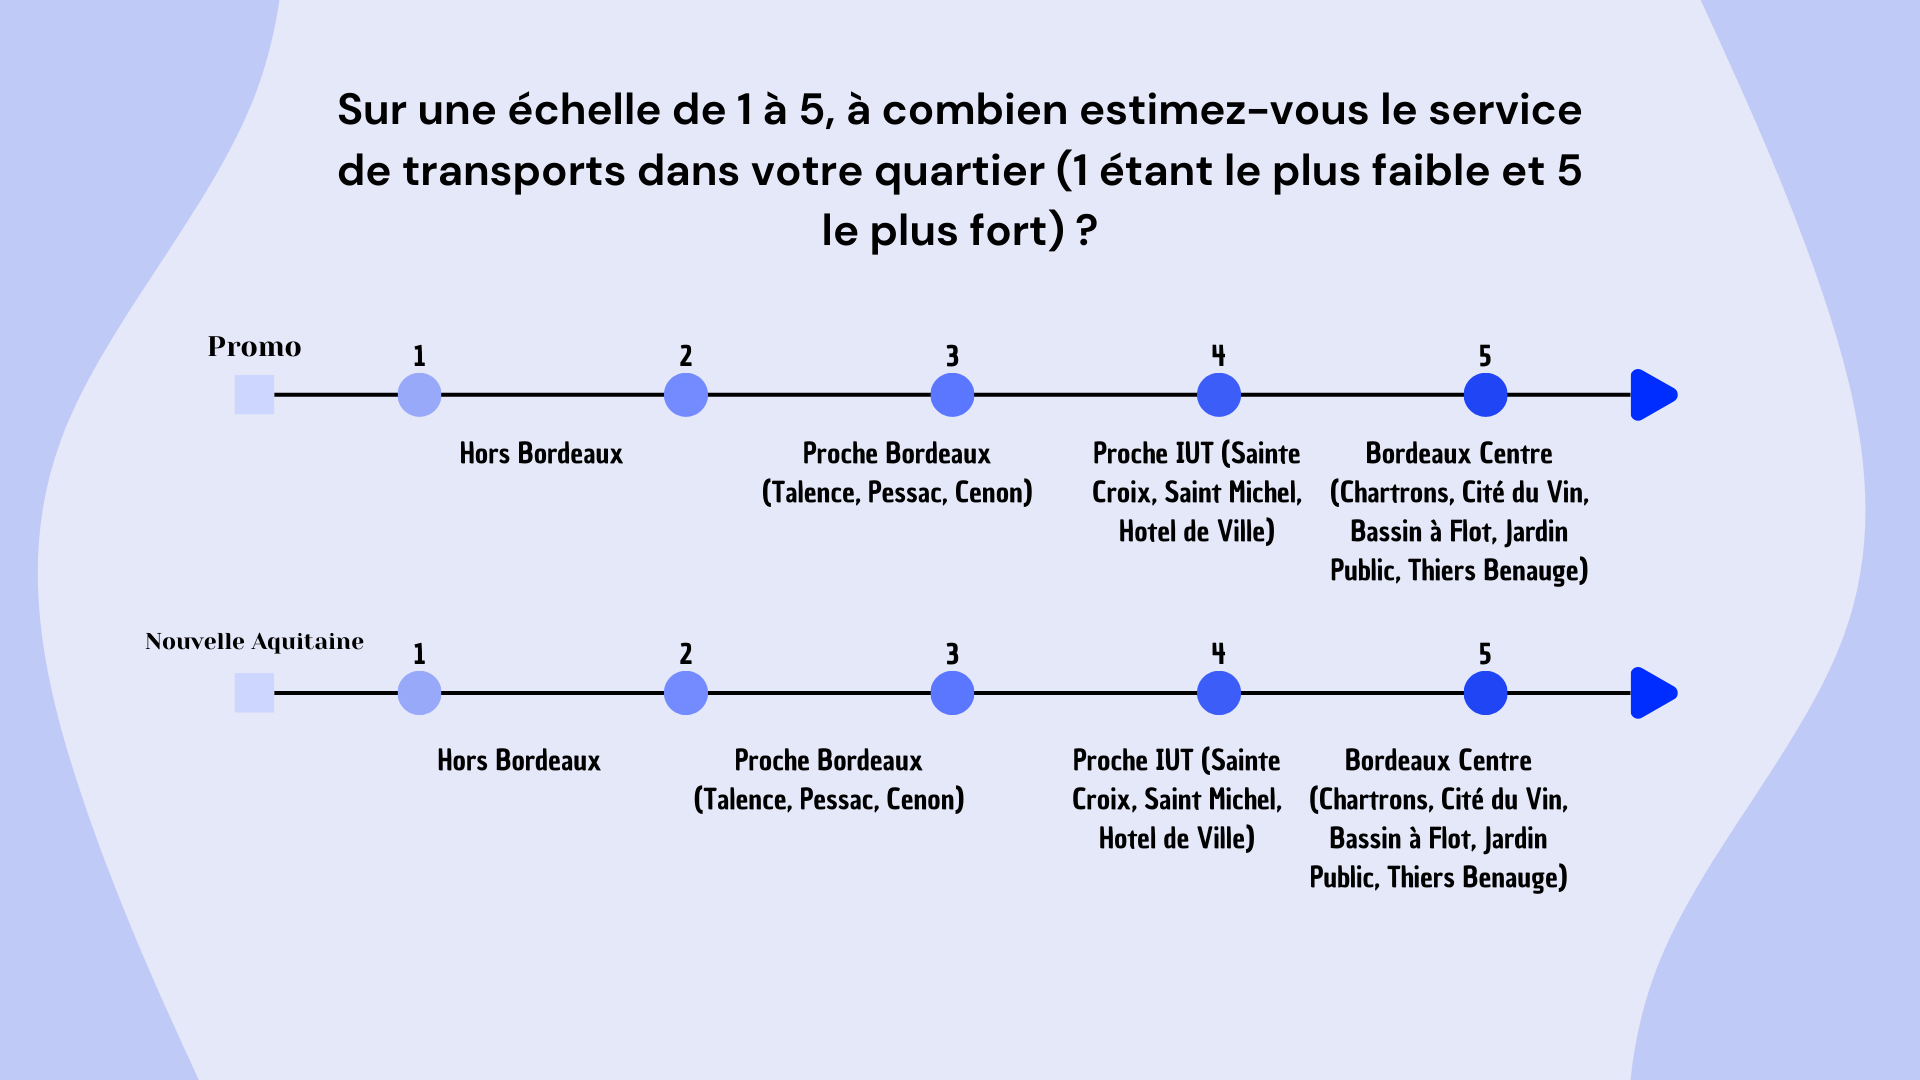 Sur une échelle de 1 à 5, à combien estimez-vous le service
de transports dans votre quartier (1 étant le plus faible et 5
le plus fort) ?
Promo
1 2 3 4 5
Hors Bordeaux
Proche Bordeaux
(Talence, Pessac, Cenon)
Proche IUT (Sainte
Croix, Saint Michel,
Hotel de Ville)
Bordeaux Centre
(Chartrons, Cité du Vin,
Bassin à Flot, Jardin
Public, Thiers Benauge)
Nouvelle Aquitaine
1 2 3 4 5
Hors Bordeaux
Proche Bordeaux
(Talence, Pessac, Cenon)
Proche IUT (Sainte
Croix, Saint Michel,
Hotel de Ville)
Bordeaux Centre
(Chartrons, Cité du Vin,
Bassin à Flot, Jardin
Public, Thiers Benauge)